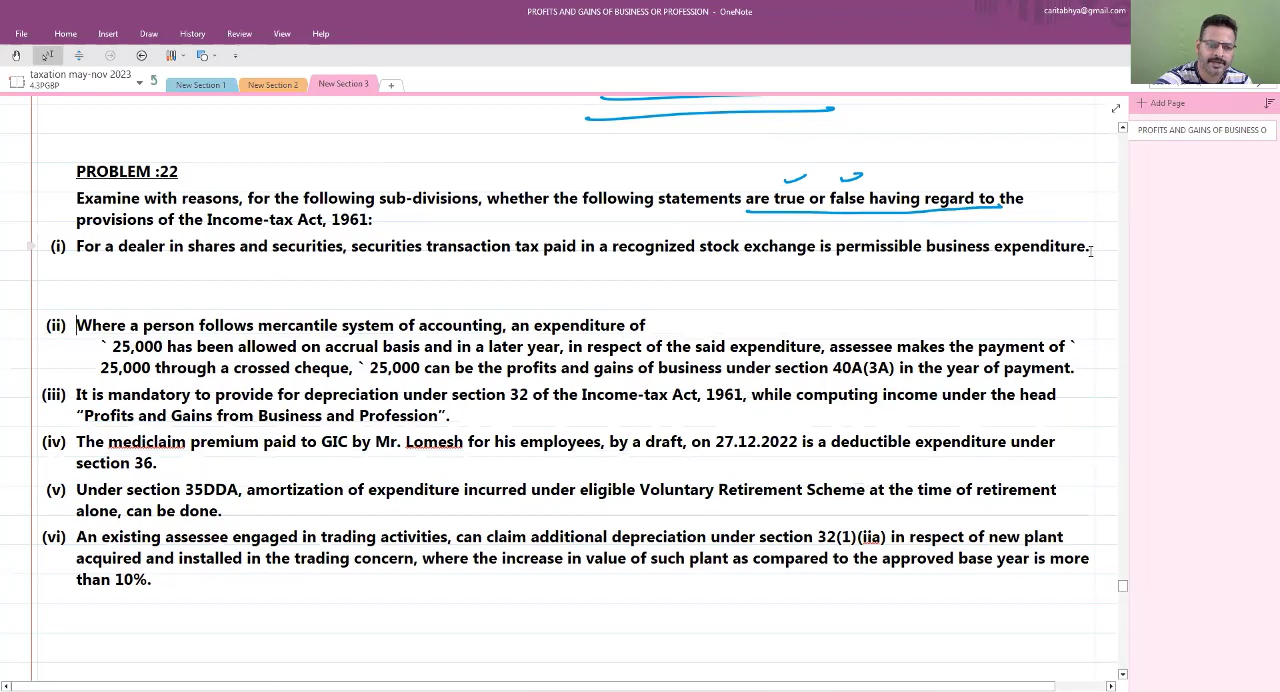 PROFITS AND GAINS OF BUSINESS OR PROFESSION - OneNote
caritabhya@gmail.com
File Home Insert Draw History Review View Help
taxation may-nov 2023
4.3PGBP
New Section 1 New Section 2 New Section 3
Add Page
PROFITS AND GAINS OF BUSINESS O
PROBLEM :22
Examine with reasons, for the following sub-divisions, whether the following statements are true or false having regard to the
provisions of the Income-tax Act, 1961:
(i) For a dealer in shares and securities, securities transaction tax paid in a recognized stock exchange is permissible business expenditure.
(ii) Where a person follows mercantile system of accounting, an expenditure of
` 25,000 has been allowed on accrual basis and in a later year, in respect of the said expenditure, assessee makes the payment of `
25,000 through a crossed cheque, ` 25,000 can be the profits and gains of business under section 40A(3A) in the year of payment.
(iii) It is mandatory to provide for depreciation under section 32 of the Income-tax Act, 1961, while computing income under the head
“Profits and Gains from Business and Profession”.
(iv) The mediclaim premium paid to GIC by Mr. Lomesh for his employees, by a draft, on 27.12.2022 is a deductible expenditure under
section 36.
(v) Under section 35DDA, amortization of expenditure incurred under eligible Voluntary Retirement Scheme at the time of retirement
alone, can be done.
(vi) An existing assessee engaged in trading activities, can claim additional depreciation under section 32(1)(iia) in respect of new plant
acquired and installed in the trading concern, where the increase in value of such plant as compared to the approved base year is more
than 10%.